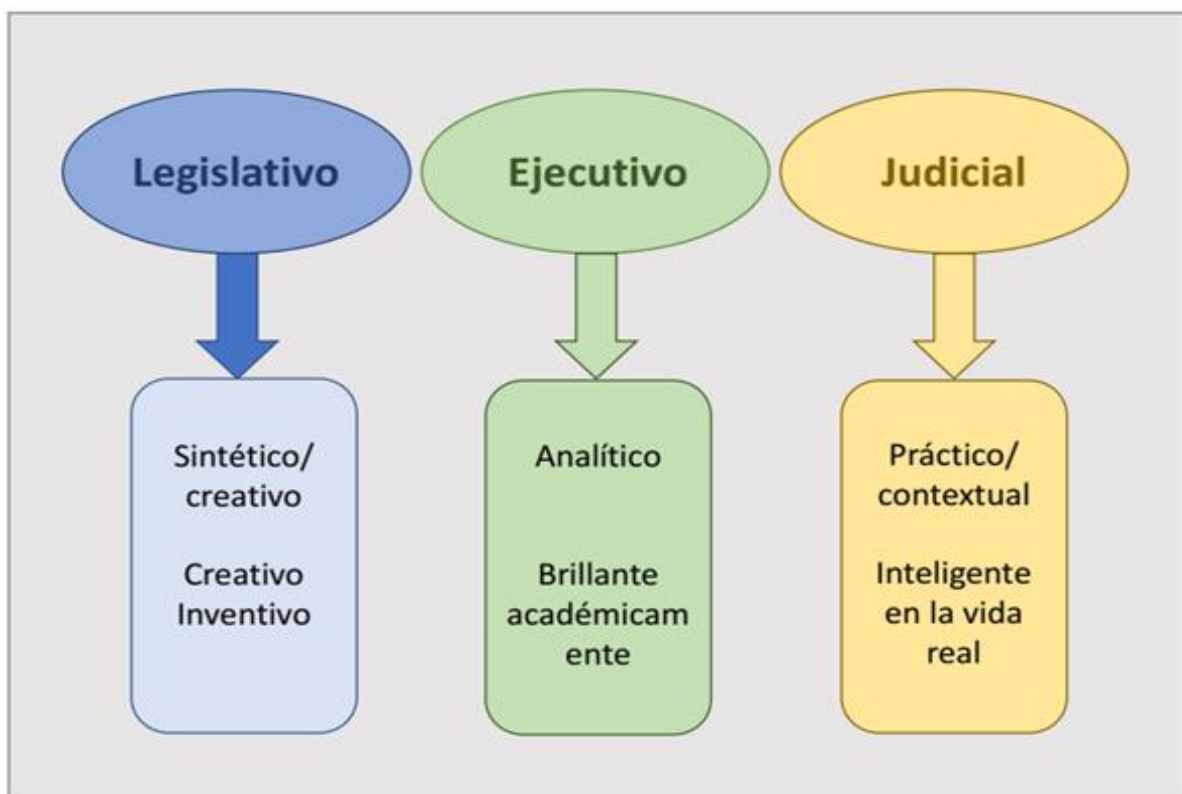 Legislativo
Ejecutivo
Judicial
Sintético/
creativo
Creativo
Inventivo
Analítico
Brillante
académicam
ente
Práctico/
contextual
Inteligente
en la vida
real